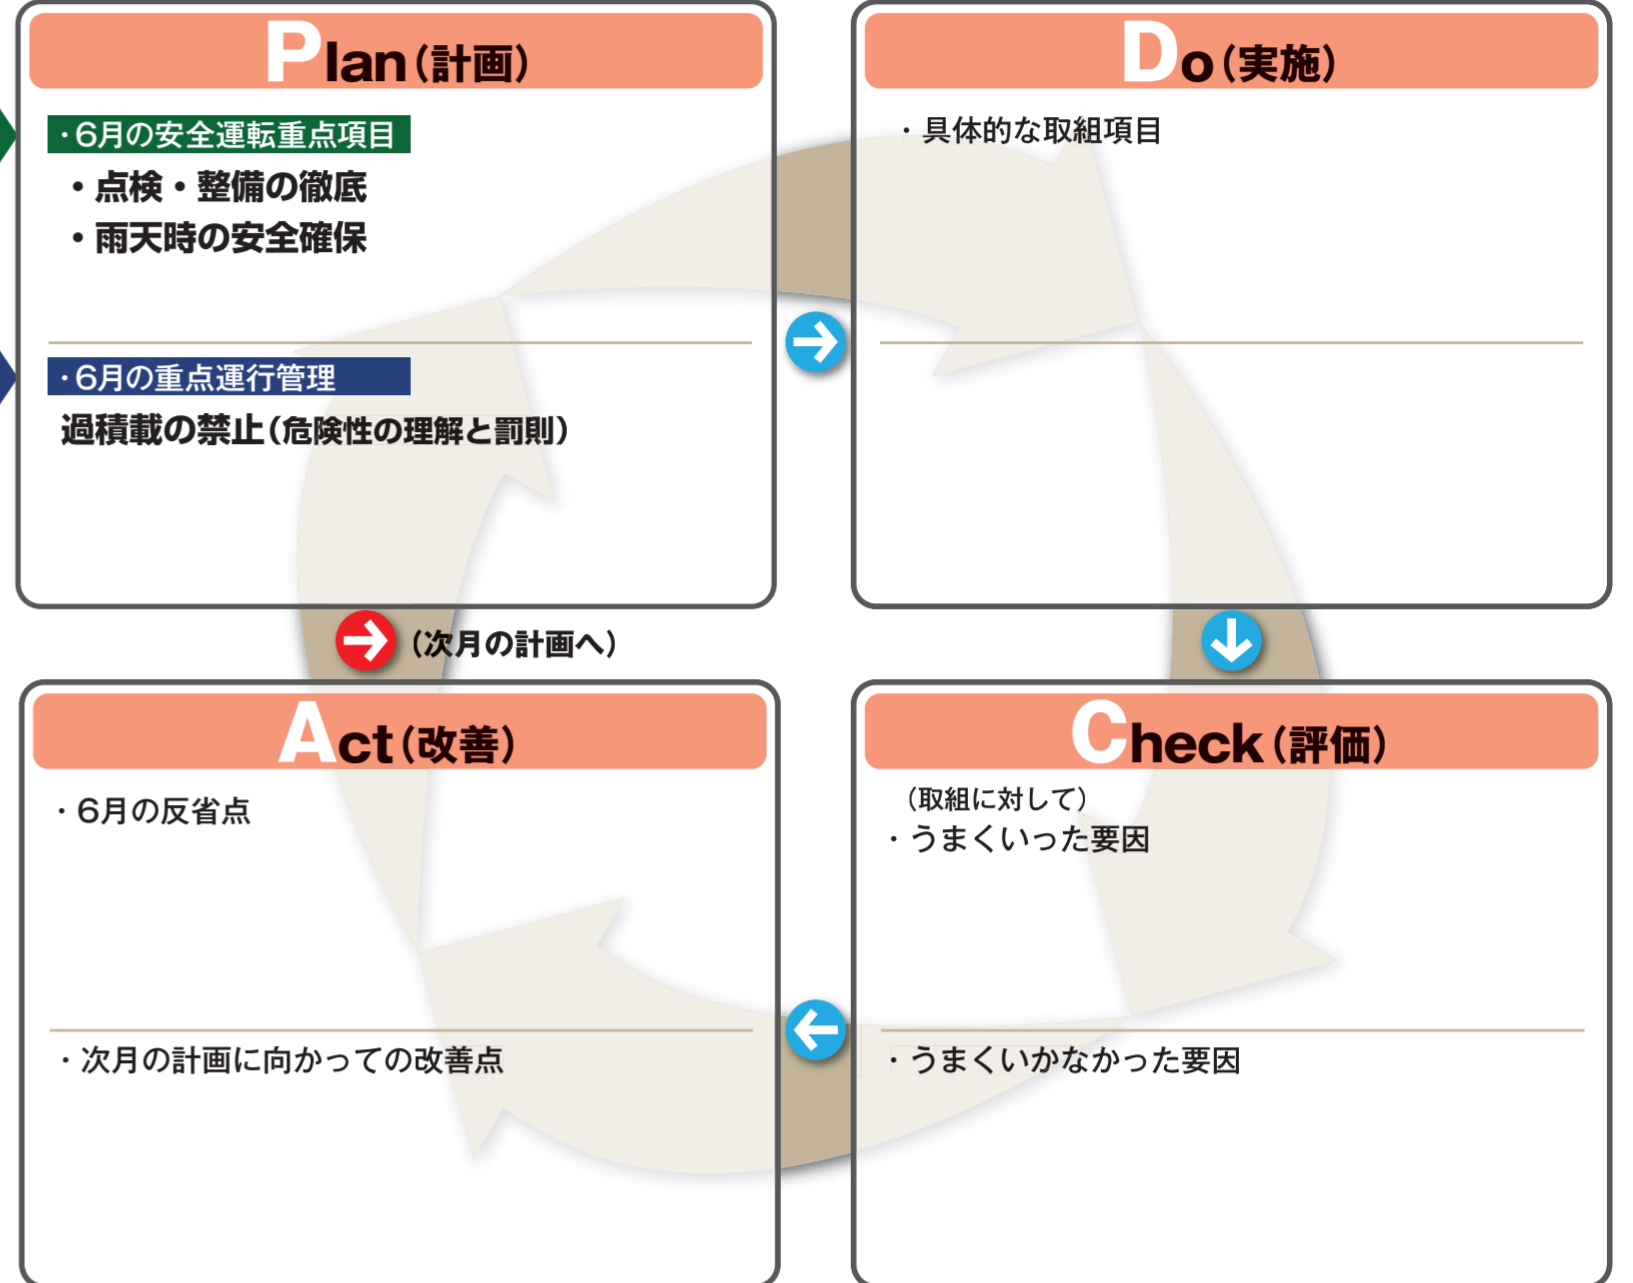 Plan(計画)
・6月の安全運転重点項目
・点検・整備の徹底
・雨天時の安全確保
・6月の重点運行管理
過積載の禁止(危険性の理解と罰則)
Do(実施)
・具体的な取組項目
(次月の計画へ)
Act(改善)
・6月の反省点
・次月の計画に向かっての改善点
Check(評価)
(取組に対して)
・うまくいった要因
・うまくいかなかった要因